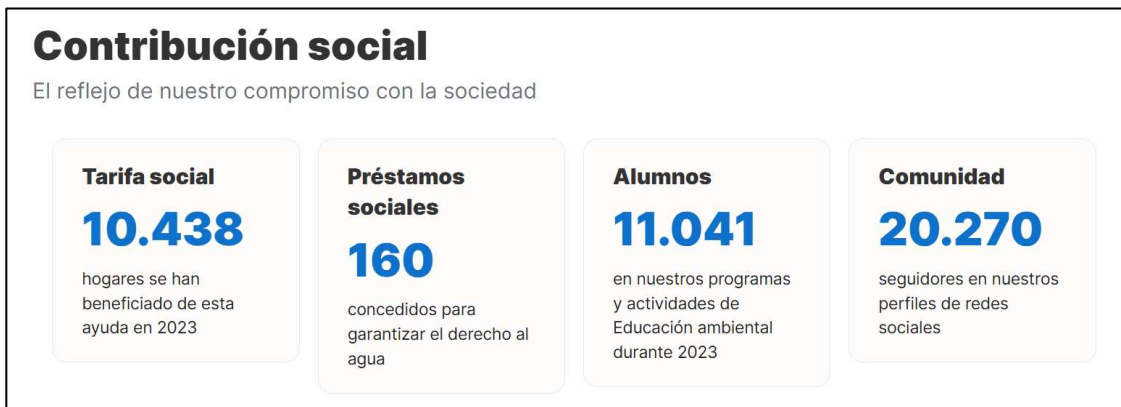 Contribución social
El reflejo de nuestro compromiso con la sociedad
Tarifa social
10.438
hogares se han
beneficiado de esta
ayuda en 2023
Préstamos
sociales
160
concedidos para
garantizar el derecho al
agua
Alumnos
11.041
en nuestros programas
y actividades de
Educación ambiental
durante 2023
Comunidad
20.270
seguidores en nuestros
perfiles de redes
sociales